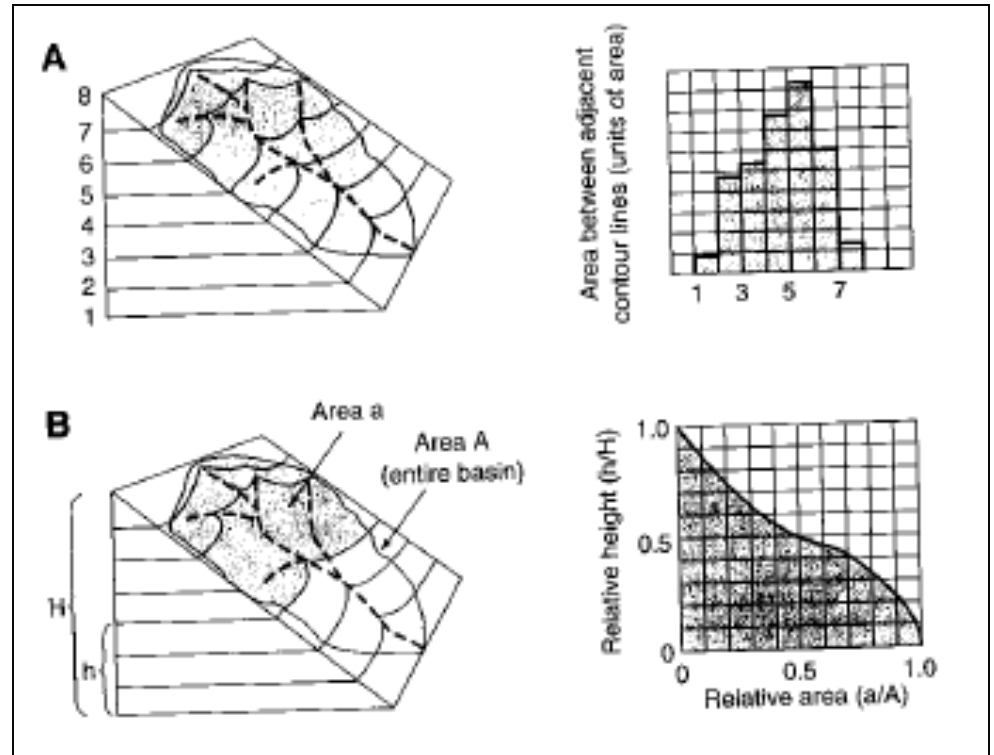 A
8
7
6
5
4
3
2
1
Area between adjacent
contour lines (units of area)
1 3 5 7
B
Area a
Area A
(entire basin)
H
h
Relative height (h/H)
1.0
0.5
0
0 0.5 1.0
Relative area (a/A)